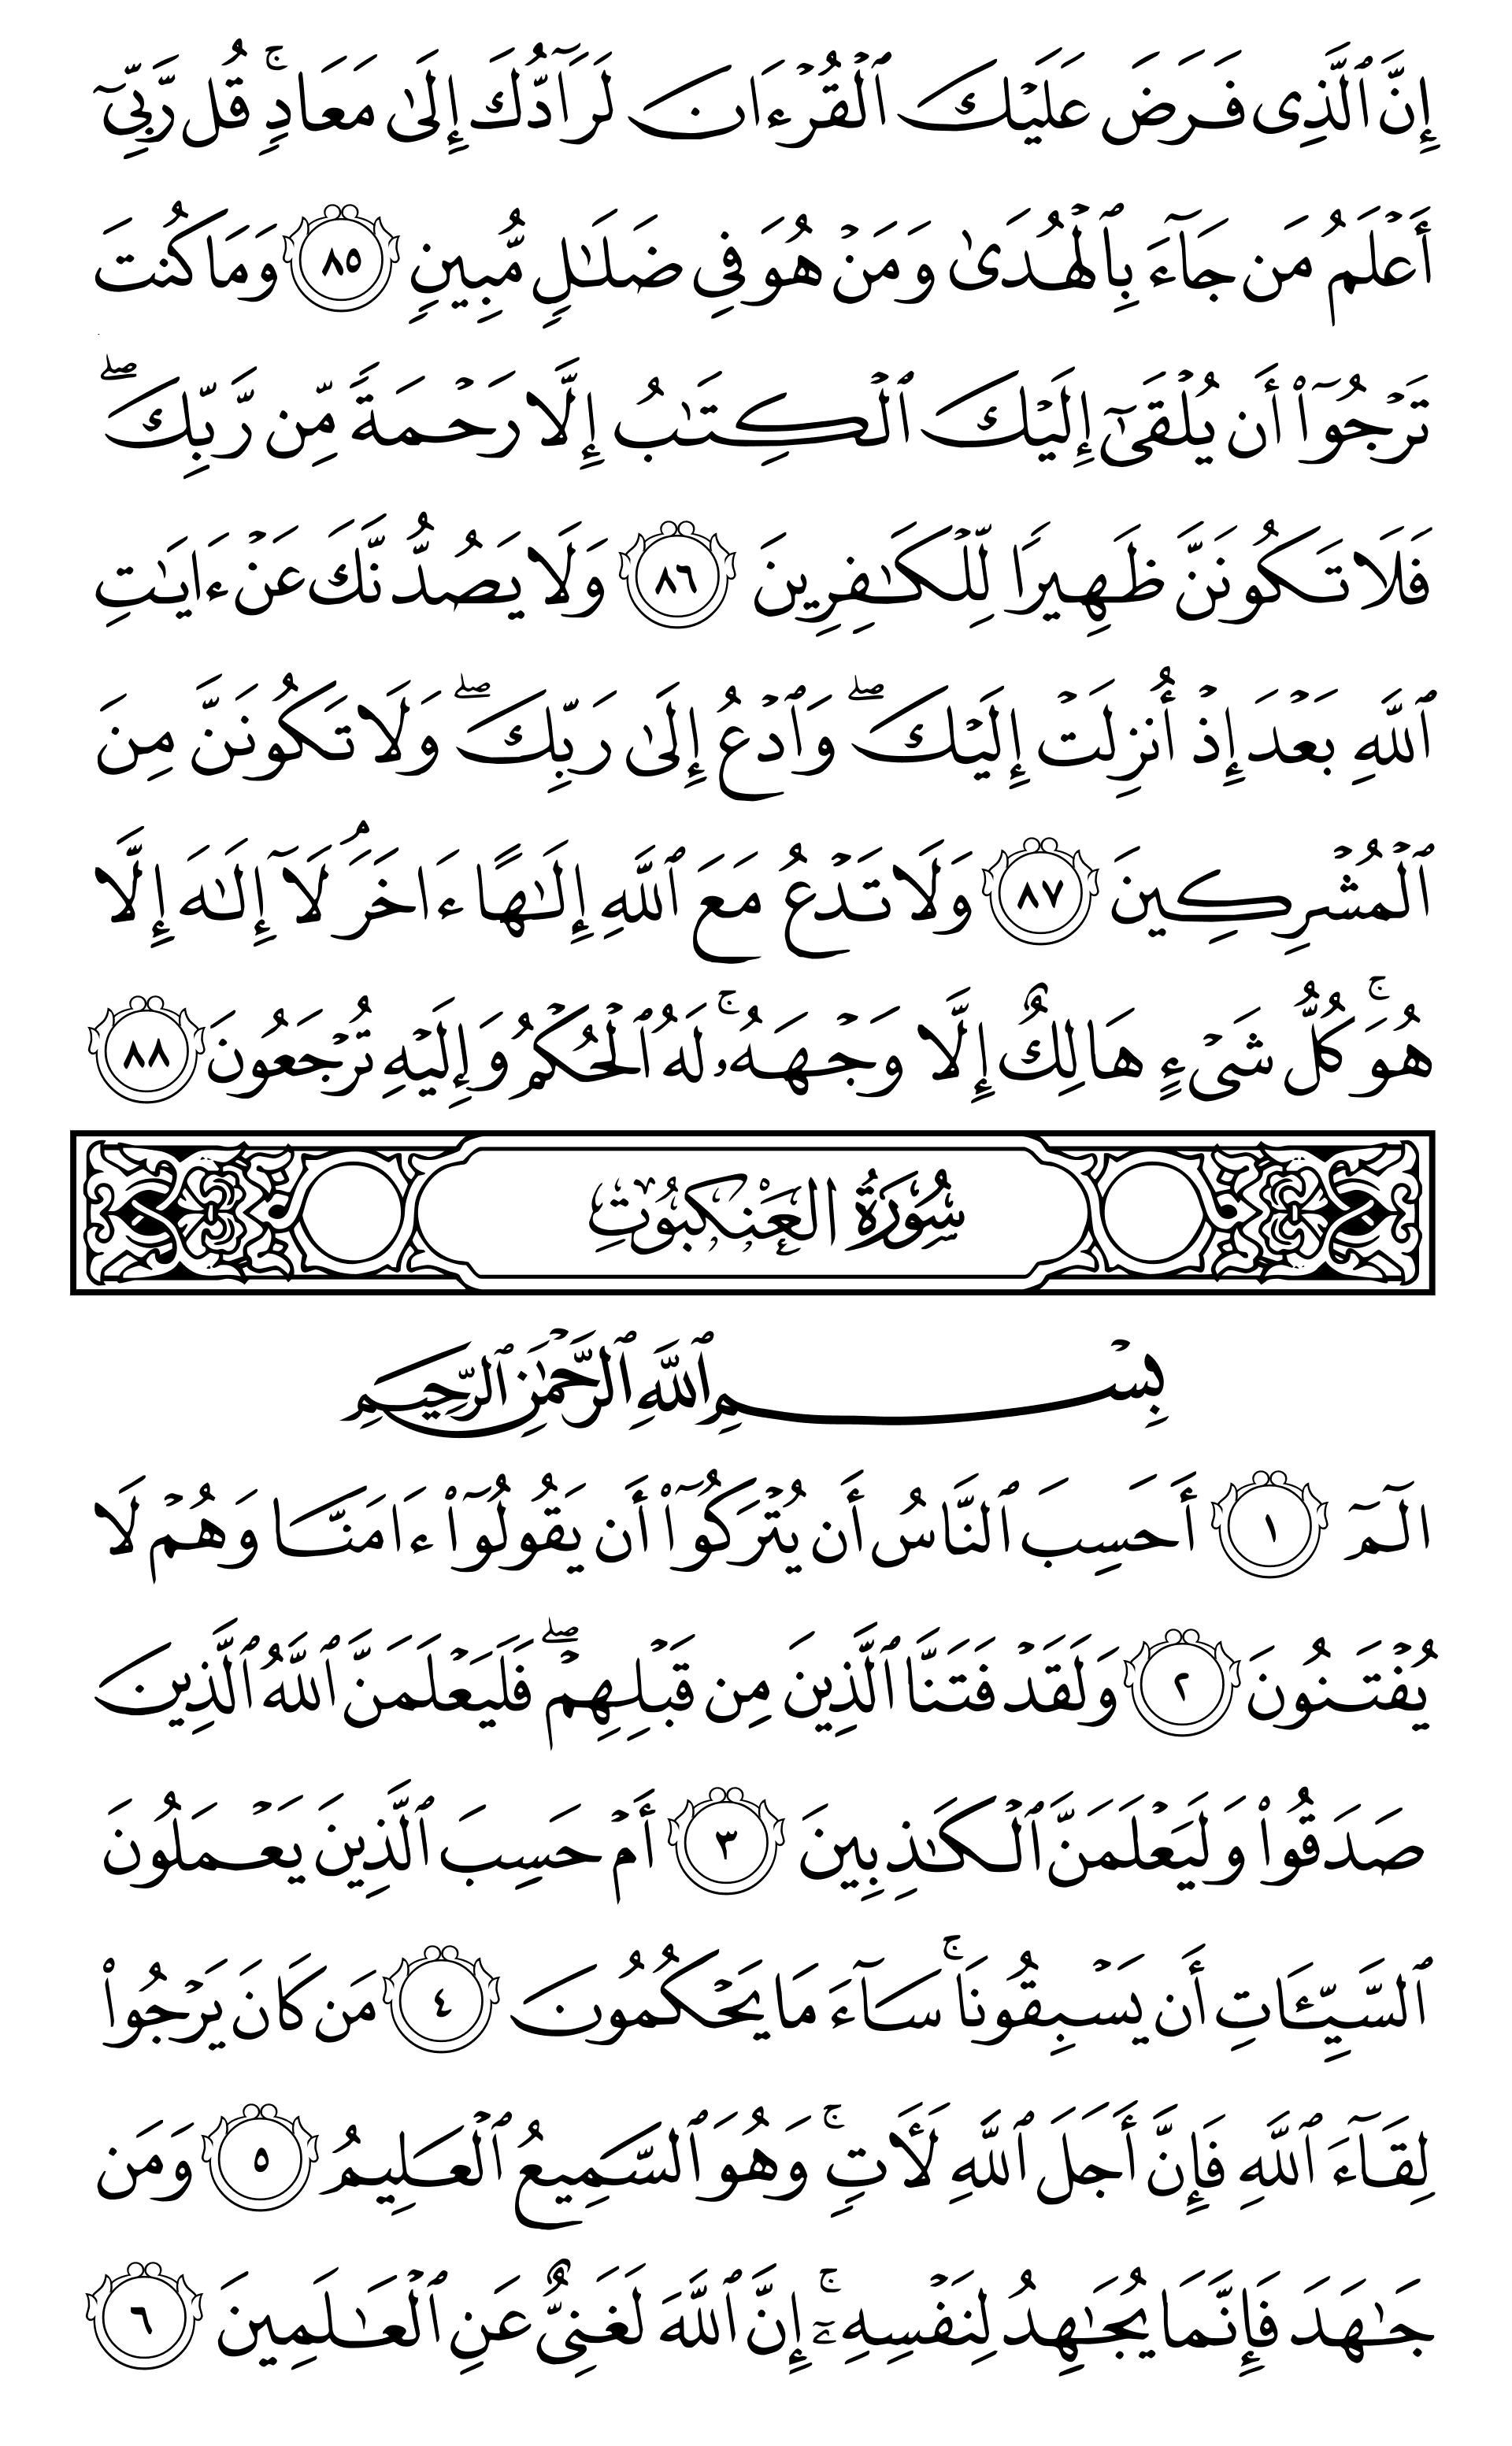 إِنَّ ٱلَّذِى فَرَضَ عَلَيْكَ ٱلْقُرْءَانَ لَرَآدُّكَ إِلَىٰ مَعَادٍ ۚ قُل رَّبِّىٓ
أَعْلَمُ مَن جَآءَ بِٱلْهُدَىٰ وَمَنْ هُوَ فِى ضَلَـٰلٍ مُّبِينٍ ٨٥ وَمَا كُنتَ
تَرْجُوٓا۟ أَن يُلْقَىٰٓ إِلَيْكَ ٱلْكِتَـٰبُ إِلَّا رَحْمَةً مِّن رَّبِّكَ ۖ
فَلَا تَكُونَنَّ ظَهِيرًا لِّلْكَـٰفِرِينَ ٨٦ وَلَا يَصُدُّنَّكَ عَنْ ءَايَـٰتِ
ٱللَّهِ بَعْدَ إِذْ أُنزِلَتْ إِلَيْكَ ۖ وَٱدْعُ إِلَىٰ رَبِّكَ ۖ وَلَا تَكُونَنَّ مِنَ
ٱلْمُشْرِكِينَ ٨٧ وَلَا تَدْعُ مَعَ ٱللَّهِ إِلَـٰهًا ءَاخَرَ ۘ لَآ إِلَـٰهَ إِلَّا
هُوَ ۚ كُلُّ شَىْءٍ هَالِكٌ إِلَّا وَجْهَهُۥ ۚ لَهُ ٱلْحُكْمُ وَإِلَيْهِ تُرْجَعُونَ ٨٨
سُورَةُ العَنْكَبُوتِ
بِسْمِ ٱللَّهِ ٱلرَّحْمَـٰنِ ٱلرَّحِيمِ
الٓمٓ ١ أَحَسِبَ ٱلنَّاسُ أَن يُتْرَكُوٓا۟ أَن يَقُولُوٓا۟ ءَامَنَّا وَهُمْ لَا
يُفْتَنُونَ ٢ وَلَقَدْ فَتَنَّا ٱلَّذِينَ مِن قَبْلِهِمْ ۖ فَلَيَعْلَمَنَّ ٱللَّهُ ٱلَّذِينَ
صَدَقُوا۟ وَلَيَعْلَمَنَّ ٱلْكَـٰذِبِينَ ٣ أَمْ حَسِبَ ٱلَّذِينَ يَعْمَلُونَ
ٱلسَّيِّـَٔاتِ أَن يَسْبِقُونَا ۚ سَآءَ مَا يَحْكُمُونَ ٤ مَن كَانَ يَرْجُوا۟
لِقَآءَ ٱللَّهِ فَإِنَّ أَجَلَ ٱللَّهِ لَـَٔاتٍ ۚ وَهُوَ ٱلسَّمِيعُ ٱلْعَلِيمُ ٥ وَمَن
جَـٰهَدَ فَإِنَّمَا يُجَـٰهِدُ لِنَفْسِهِۦٓ ۚ إِنَّ ٱللَّهَ لَغَنِىٌّ عَنِ ٱلْعَـٰلَمِينَ ٦